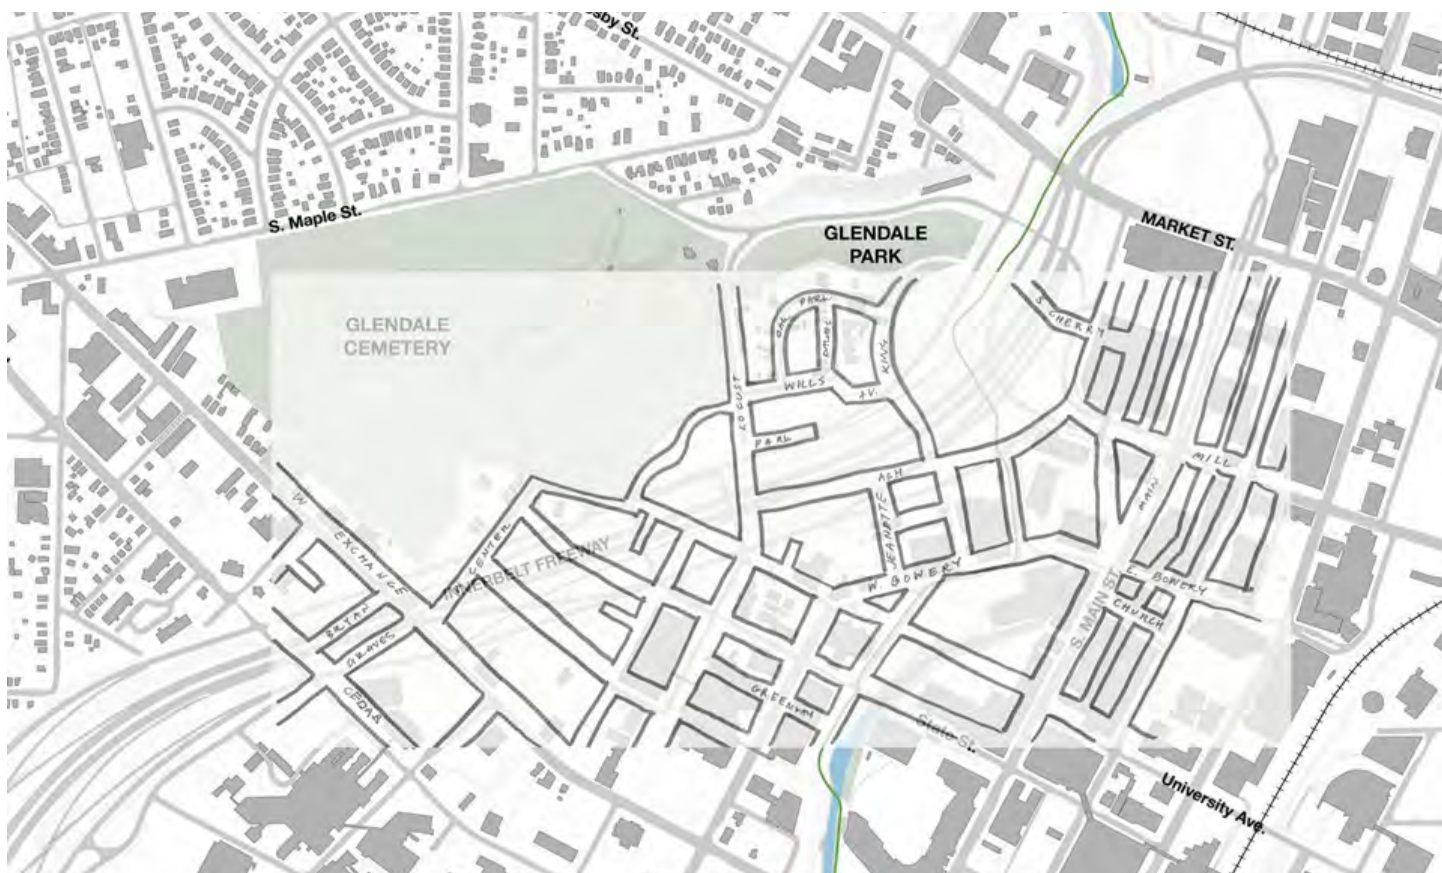 sby St.
MARKET ST.
S. Maple St.
GLENDALE
PARK
GLENDALE
CEMETERY
PARK
OAK
S CHERRY
KING
WILLS AV.
LOCUST
PARK
MILL
ASH
MAIN
W EXCHANGE
CENTER
INNERBELT FREEWAY
W. JEANETTE
W BOWERY
E. BOWERY
CHURCH
S. MAIN ST.
BRYAN
GRAVES
CEDAR
GREENWAY
State St.
University Ave.